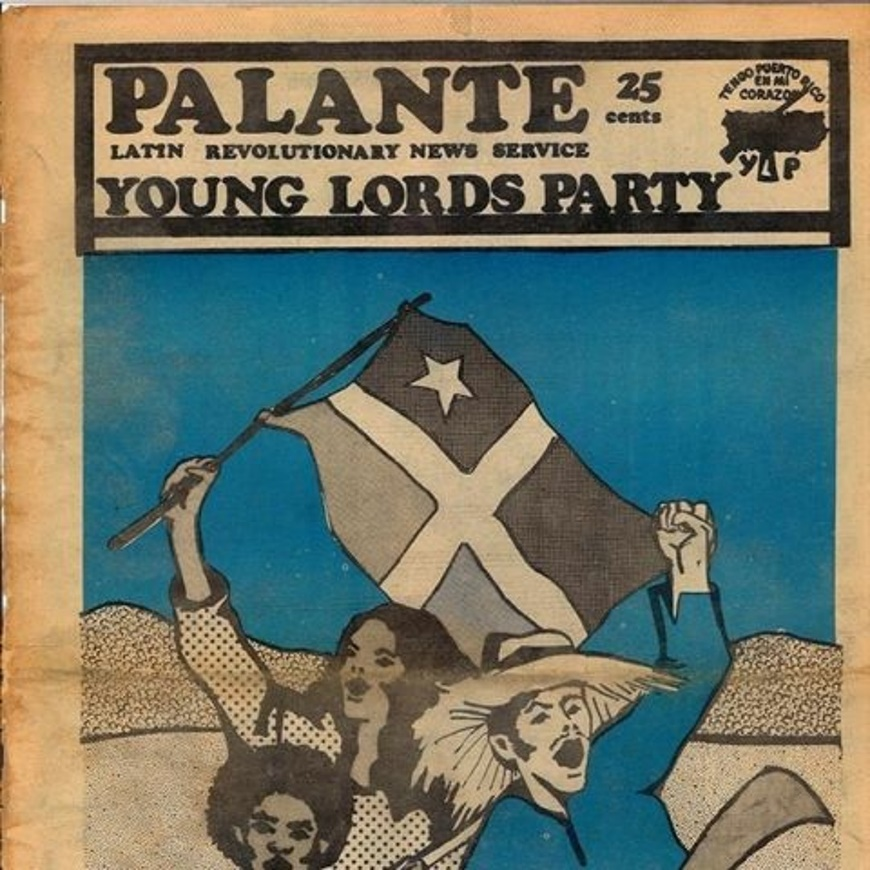 PALANTE
25
cents
LATIN REVOLUTIONARY NEWS SERVICE
YOUNG LORDS PARTY
TENGO PUERTO RICO
EN MI
CORAZON
YLP